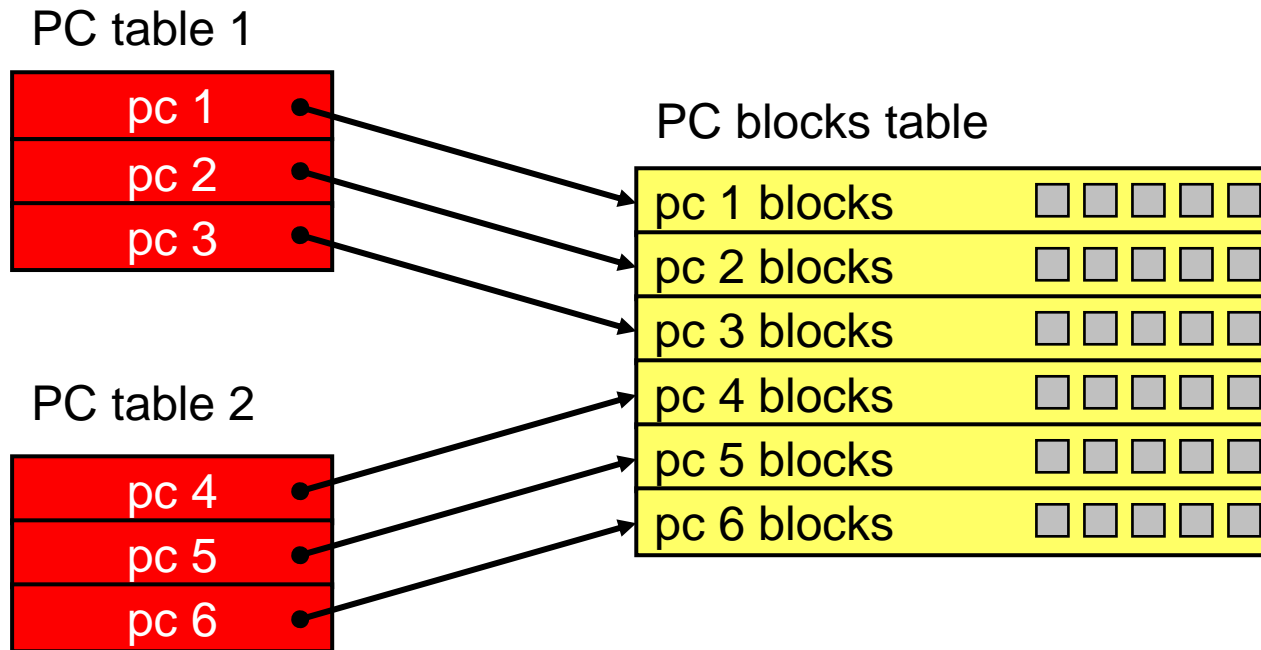 PC table 1
pc 1
pc 2
pc 3
PC table 2
pc 4
pc 5
pc 6
PC blocks table
pc 1 blocks
pc 2 blocks
pc 3 blocks
pc 4 blocks
pc 5 blocks
pc 6 blocks